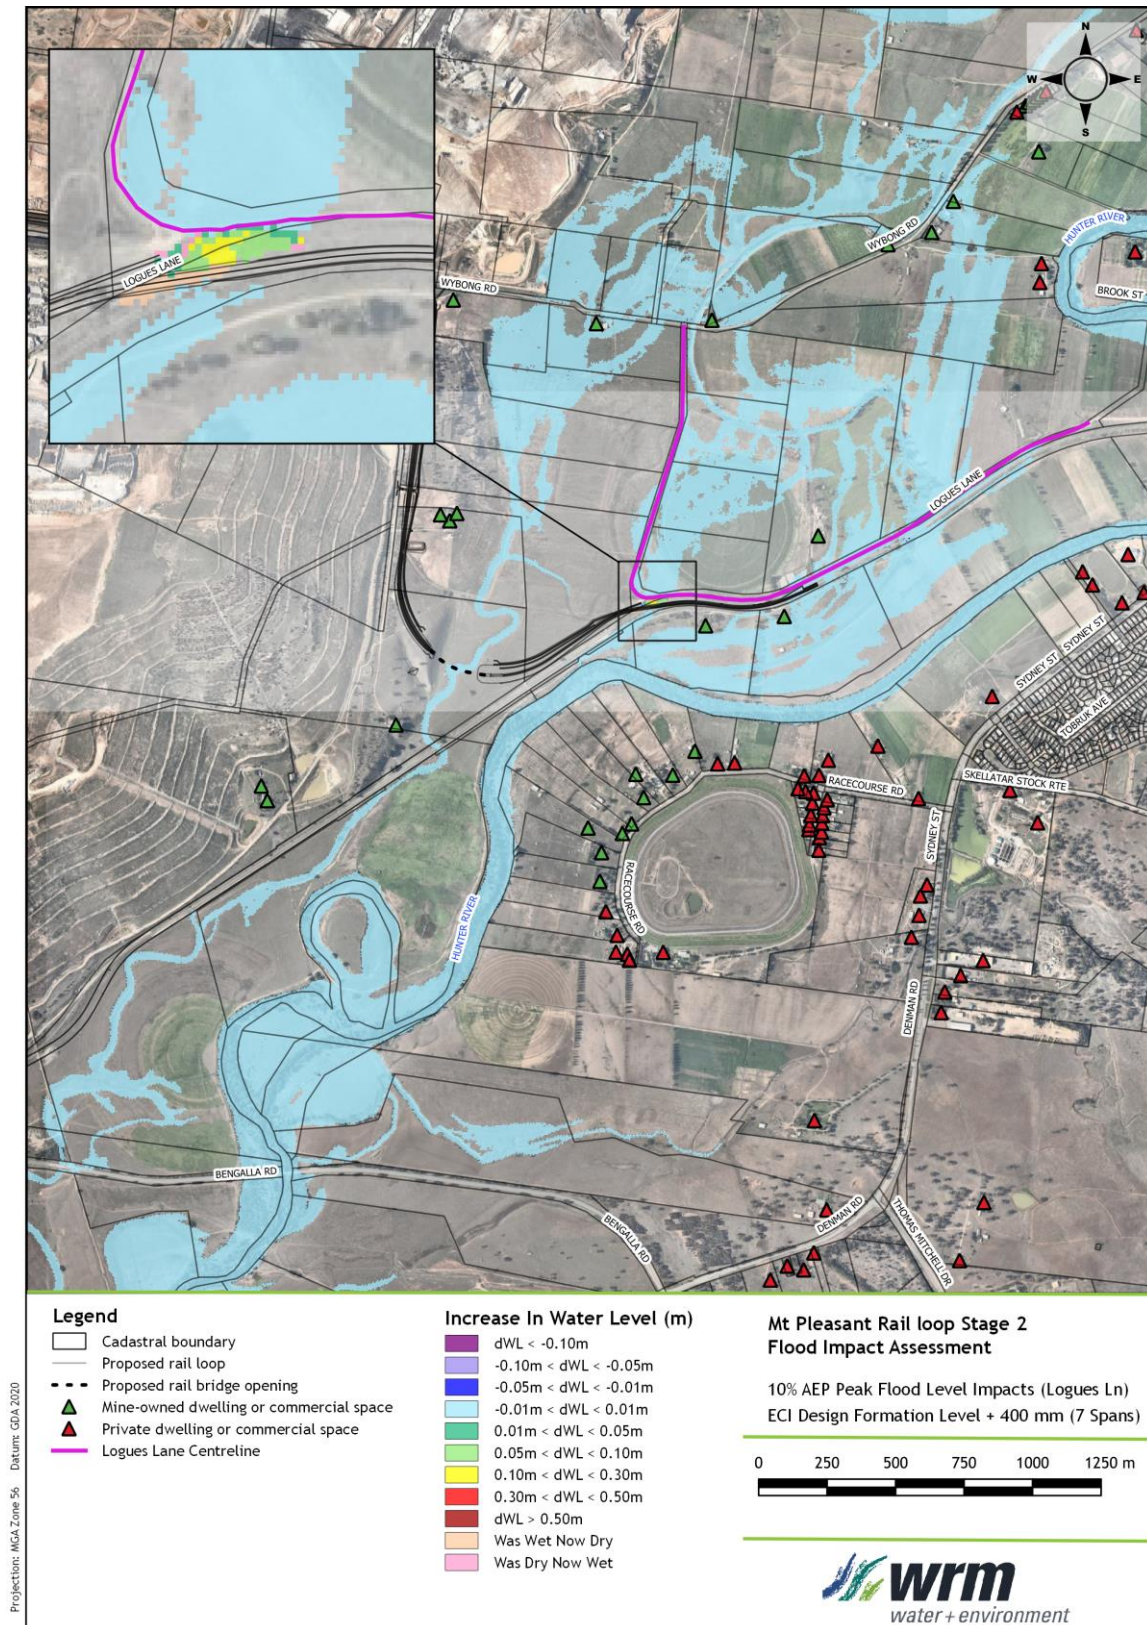 N
W E
S
WYBONG RD
HUNTER RIVER
LOGUES LANE
WYBONG RD
BROOK ST
LOGUES LANE
SYDNEY ST
SYDNEY ST
TOBRUK AVE
SKELLATAR STOCK RTE
RACECOURSE RD
SYDNEY ST
RACECOURSE RD
HUNTER RIVER
DENMAN RD
BENGALLA RD
DENMAN RD
THOMAS MITCHELL DR
BENGALLA RD
Legend
Cadastral boundary
Proposed rail loop
Proposed rail bridge opening
Mine-owned dwelling or commercial space
Private dwelling or commercial space
Logues Lane Centreline
Increase In Water Level (m)
dWL < -0.10m
-0.10m < dWL < -0.05m
-0.05m < dWL < -0.01m
-0.01m < dWL < 0.01m
0.01m < dWL < 0.05m
0.05m < dWL < 0.10m
0.10m < dWL < 0.30m
0.30m < dWL < 0.50m
dWL > 0.50m
Was Wet Now Dry
Was Dry Now Wet
Mt Pleasant Rail loop Stage 2
Flood Impact Assessment
10% AEP Peak Flood Level Impacts (Logues Ln)
ECI Design Formation Level + 400 mm (7 Spans)
0 250 500 750 1000 1250 m
wrm
water + environment
Projection: MGA Zone 56 Datum: GDA 2020